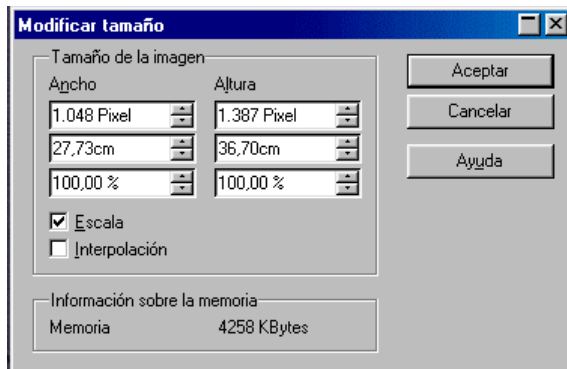 Modificar tamaño
Tamaño de la imagen
Ancho Altura
1.048 Pixel 1.387 Pixel
27,73cm 36,70cm
100,00 % 100,00 %
Escala
Interpolación
Información sobre la memoria
Memoria 4258 KBytes
Aceptar
Cancelar
Ayuda